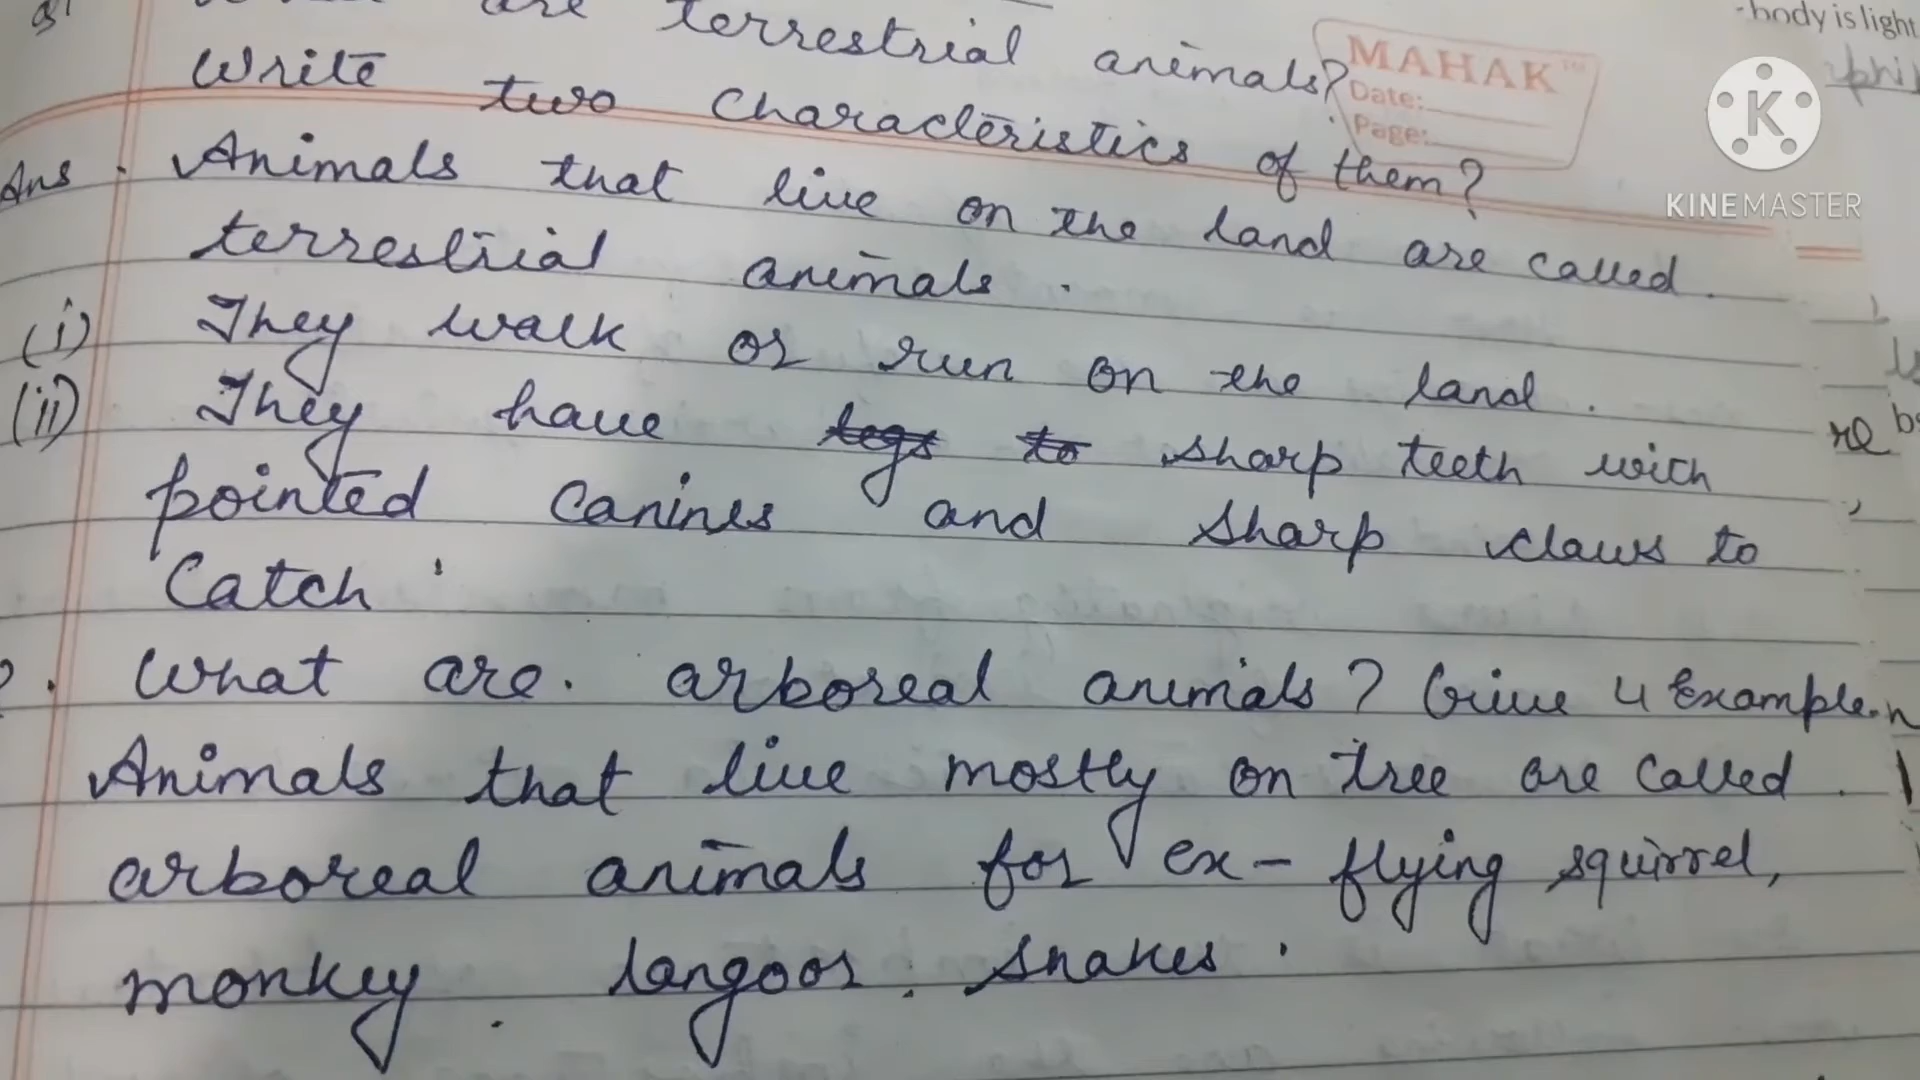 are terrestrial animals?
Write two characteristics of them?
MAHAK
Date:
Page:
Ans. Animals that live on the land are called
terrestrial animals.
(i) They walk or run on the land.
(ii) They have legs to sharp teeth with
pointed canines and sharp claws to
Catch
What are. arboreal animals? Give 4 Example.
Animals that live mostly on tree are called.
arboreal animals for ex- flying squirrel,
monkey, langoor, snakes.
-body is light
re
KINEMASTER